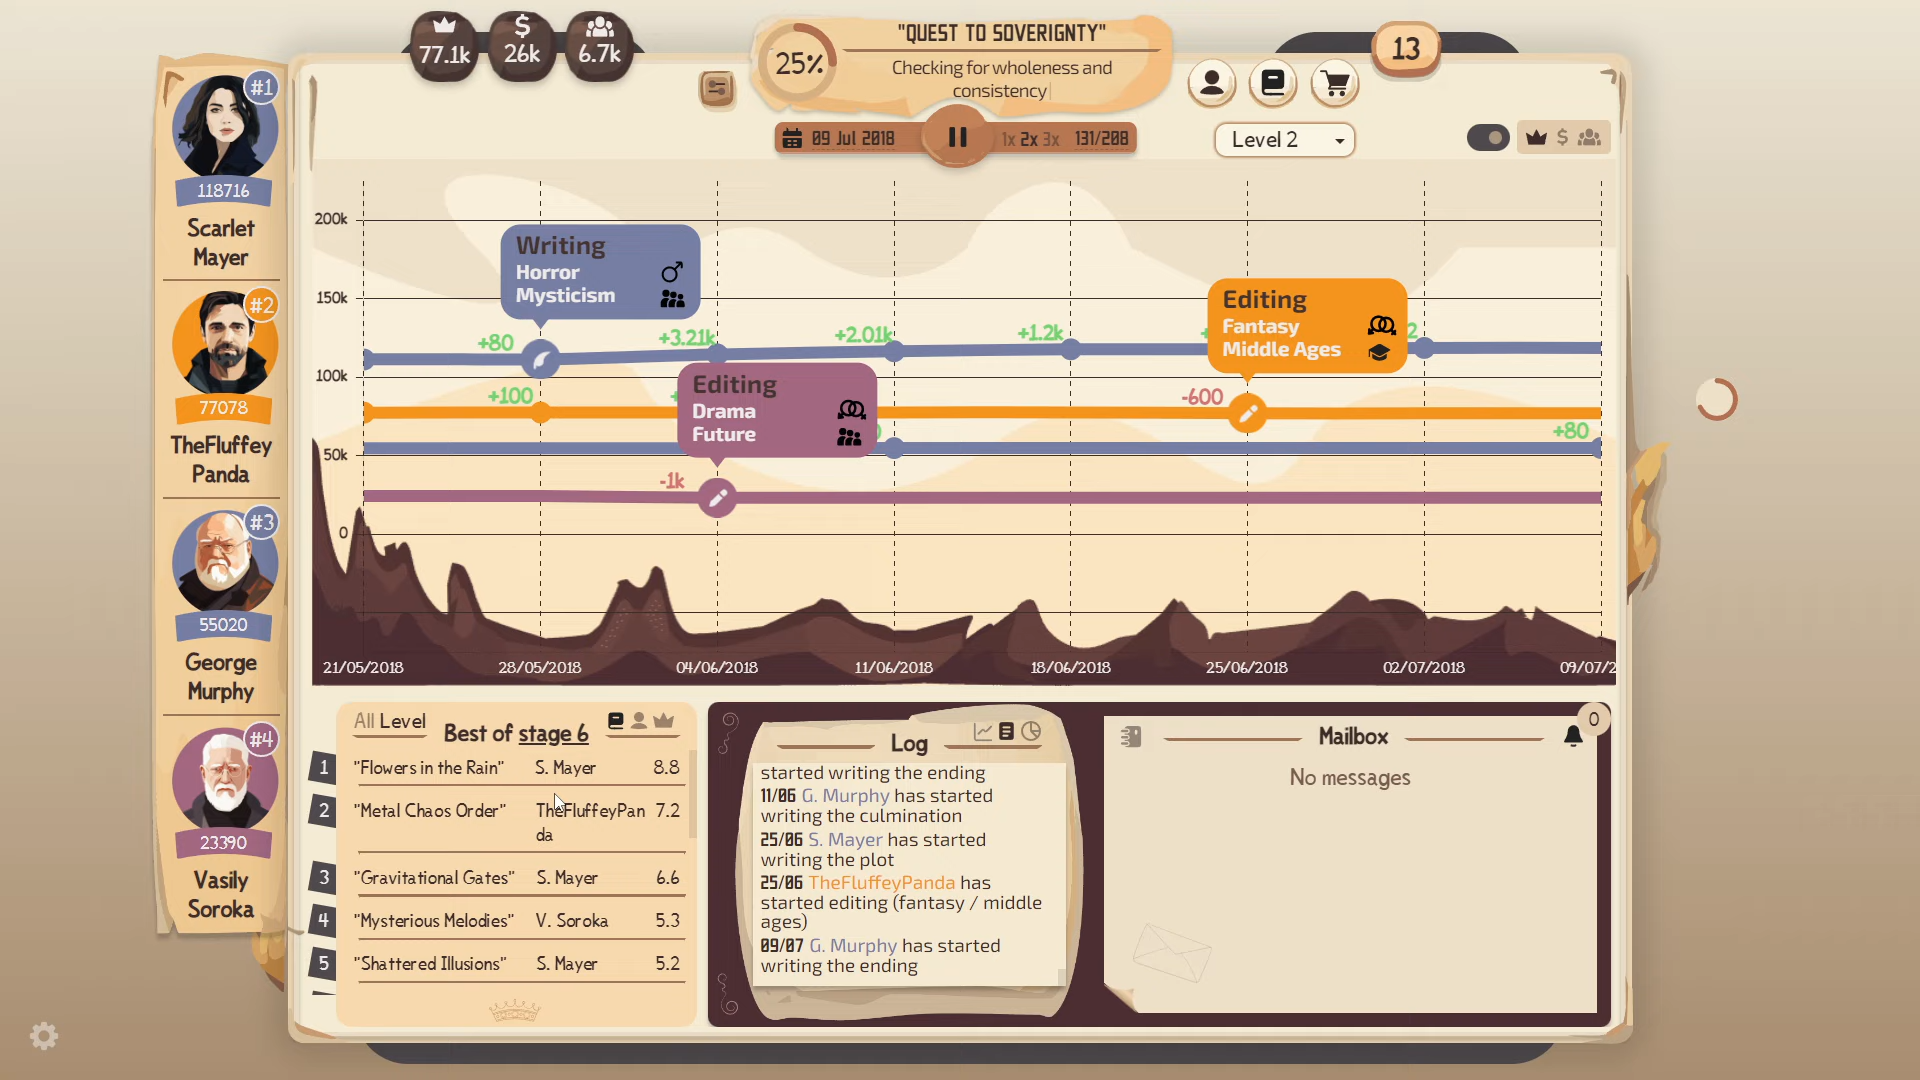 77.1k
26k
6.7k
25%
"QUEST TO SOVERIGNTY"
Checking for wholeness and
consistency
13
09 Jul 2018
1x 2x 3x
131/208
Level 2
#1
118716
Scarlet
Mayer
#2
77078
TheFluffey
Panda
#3
55020
George
Murphy
#4
23390
Vasily
Soroka
200k
150k
100k
50k
0
Writing
Horror
Mysticism
Editing
Fantasy
Middle Ages
Editing
Drama
Future
+80
+3.21k
+2.01k
+1.2k
+100
-600
+80
-1k
21/05/2018
28/05/2018
04/06/2018
11/06/2018
18/06/2018
25/06/2018
02/07/2018
09/07/2
All Level
Best of stage 6
1 "Flowers in the Rain" S. Mayer 8.8
2 "Metal Chaos Order" TheFluffeyPan 7.2
da
3 "Gravitational Gates" S. Mayer 6.6
4 "Mysterious Melodies" V. Soroka 5.3
5 "Shattered Illusions" S. Mayer 5.2
Log
started writing the ending
11/06 G. Murphy has started
writing the culmination
25/06 S. Mayer has started
writing the plot
25/06 TheFluffeyPanda has
started editing (fantasy / middle
ages)
09/07 G. Murphy has started
writing the ending
Mailbox
0
No messages